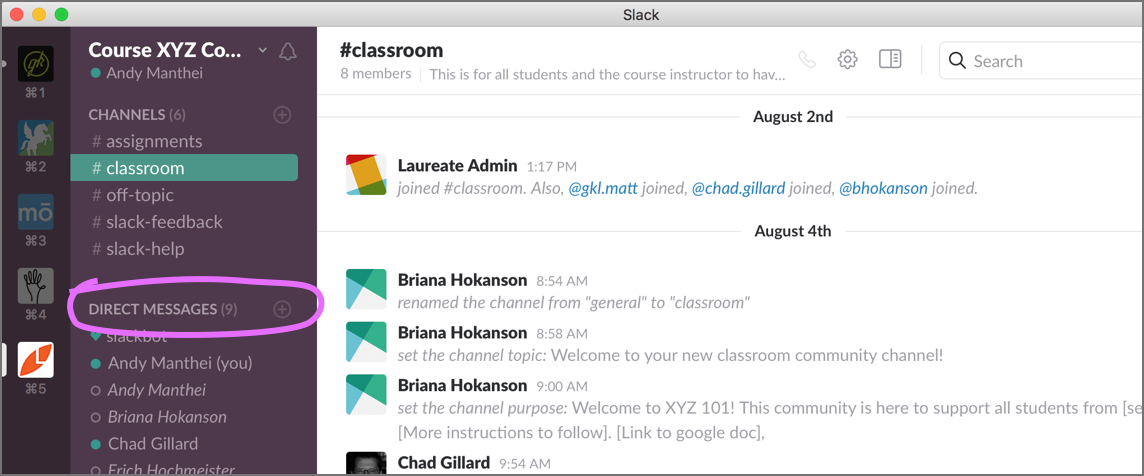 Slack
gk
⌘1
⌘2
mō
⌘3
⌘4
⌘5
Course XYZ Co...
Andy Manthei
CHANNELS (6)
# assignments
# classroom
# off-topic
# slack-feedback
# slack-help
DIRECT MESSAGES (9)
slackbot
Andy Manthei (you)
Andy Manthei
Briana Hokanson
Chad Gillard
Erich Hochmeister
#classroom
8 members | This is for all students and the course instructor to hav...
Search
August 2nd
Laureate Admin 1:17 PM
joined #classroom. Also, @gkl.matt joined, @chad.gillard joined, @bhokanson joined.
August 4th
Briana Hokanson 8:54 AM
renamed the channel from "general" to "classroom"
Briana Hokanson 8:58 AM
set the channel topic: Welcome to your new classroom community channel!
Briana Hokanson 9:00 AM
set the channel purpose: Welcome to XYZ 101! This community is here to support all students from [se
[More instructions to follow]. [Link to google doc],
Chad Gillard 9:54 AM